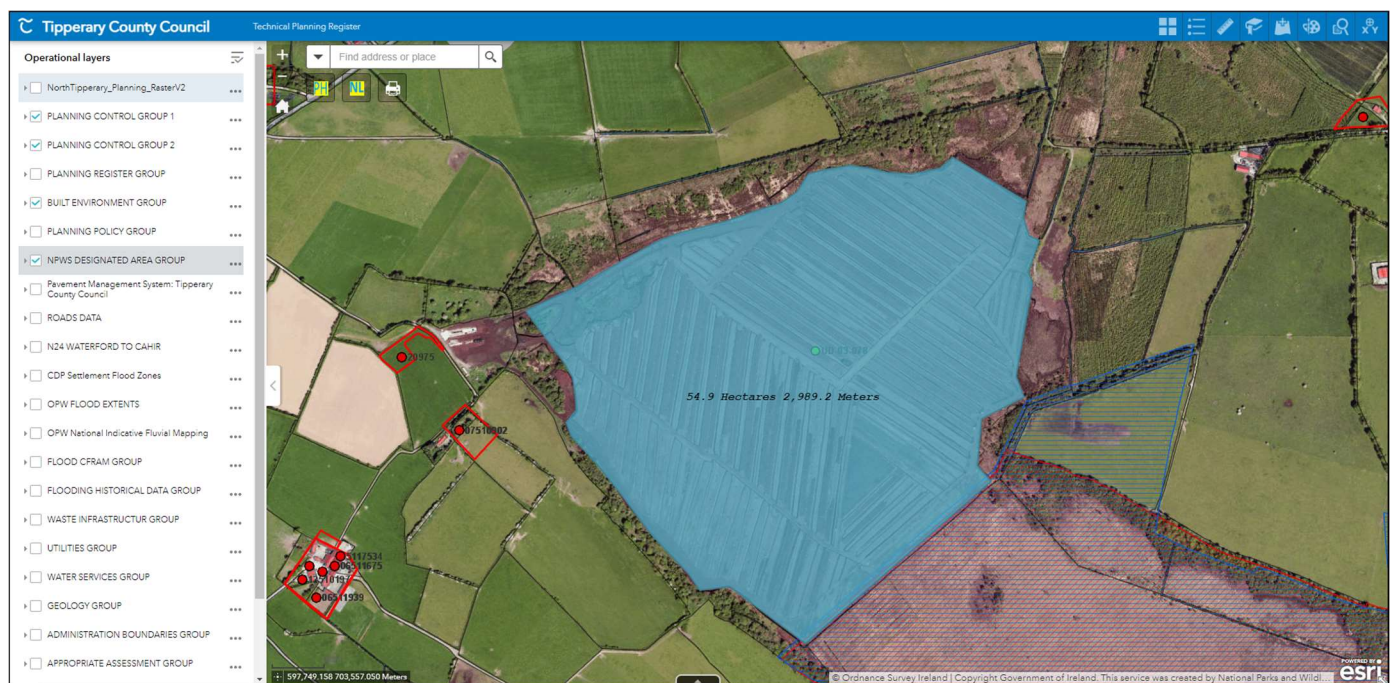 Tipperary County Council
Technical Planning Register
Operational layers
Find address or place
NorthTipperary_Planning_RasterV2
PLANNING CONTROL GROUP 1
PLANNING CONTROL GROUP 2
PLANNING REGISTER GROUP
BUILT ENVIRONMENT GROUP
PLANNING POLICY GROUP
NPWS DESIGNATED AREA GROUP
Pavement Management System: Tipperary
County Council
ROADS DATA
N24 WATERFORD TO CAHIR
CDP Settlement Flood Zones
OPW FLOOD EXTENTS
OPW National Indicative Fluvial Mapping
FLOOD CFRAM GROUP
FLOODING HISTORICAL DATA GROUP
WASTE INFRASTRUCTUR GROUP
UTILITIES GROUP
WATER SERVICES GROUP
GEOLOGY GROUP
ADMINISTRATION BOUNDARIES GROUP
APPROPRIATE ASSESSMENT GROUP
PH
NL
20975
54.9 Hectares 2,989.2 Meters
06511675
06511939
597,749.158 703,557.050 Meters
© Ordnance Survey Ireland | Copyright Government of Ireland. This service was created by National Parks and Wildl...
POWERED BY
esri